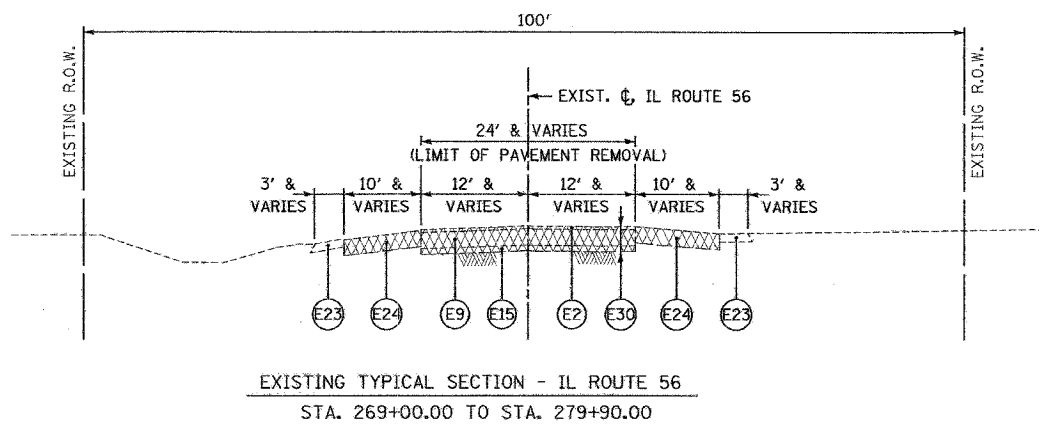 100'
EXISTING R.O.W.
EXISTING R.O.W.
EXIST. ℄ IL ROUTE 56
24' & VARIES
(LIMIT OF PAVEMENT REMOVAL)
3' & VARIES
10' & VARIES
12' & VARIES
12' & VARIES
10' & VARIES
3' & VARIES
E23 E24 E9 E15 E2 E30 E24 E23
EXISTING TYPICAL SECTION - IL ROUTE 56
STA. 269+00.00 TO STA. 279+90.00